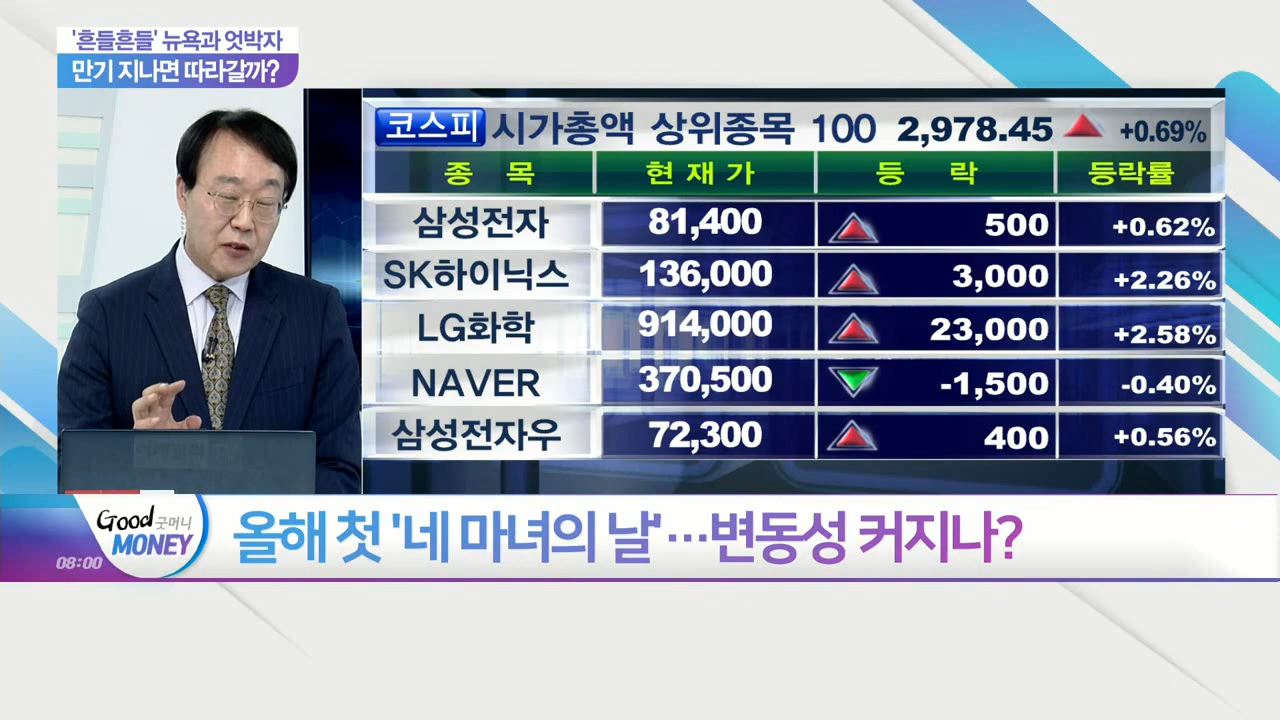 '흔들흔들' 뉴욕과 엇박자
만기 지나면 따라갈까?
코스피 시가총액 상위종목 100 2,978.45 ▲ +0.69%
종 목 현 재 가 등 락 등락률
삼성전자 81,400 ▲ 500 +0.62%
SK하이닉스 136,000 ▲ 3,000 +2.26%
LG화학 914,000 ▲ 23,000 +2.58%
NAVER 370,500 ▼ -1,500 -0.40%
삼성전자우 72,300 ▲ 400 +0.56%
Good 굿머니
MONEY
08:00
올해 첫 '네 마녀의 날'…변동성 커지나?